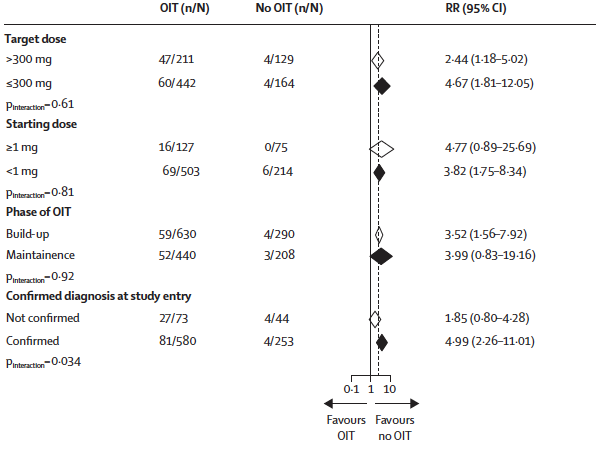 OIT (n/N) No OIT (n/N) RR (95% CI)
Target dose
>300 mg 47/211 4/129 2·44 (1·18–5·02)
≤300 mg 60/442 4/164 4·67 (1·81–12·05)
pinteraction=0·61
Starting dose
≥1 mg 16/127 0/75 4·77 (0·89–25·69)
<1 mg 69/503 6/214 3·82 (1·75–8·34)
pinteraction=0·81
Phase of OIT
Build-up 59/630 4/290 3·52 (1·56–7·92)
Maintainence 52/440 3/208 3·99 (0·83–19·16)
pinteraction=0·92
Confirmed diagnosis at study entry
Not confirmed 27/73 4/44 1·85 (0·80–4·28)
Confirmed 81/580 4/253 4·99 (2·26–11·01)
pinteraction=0·034
0·1 1 10
Favours Favours
OIT no OIT